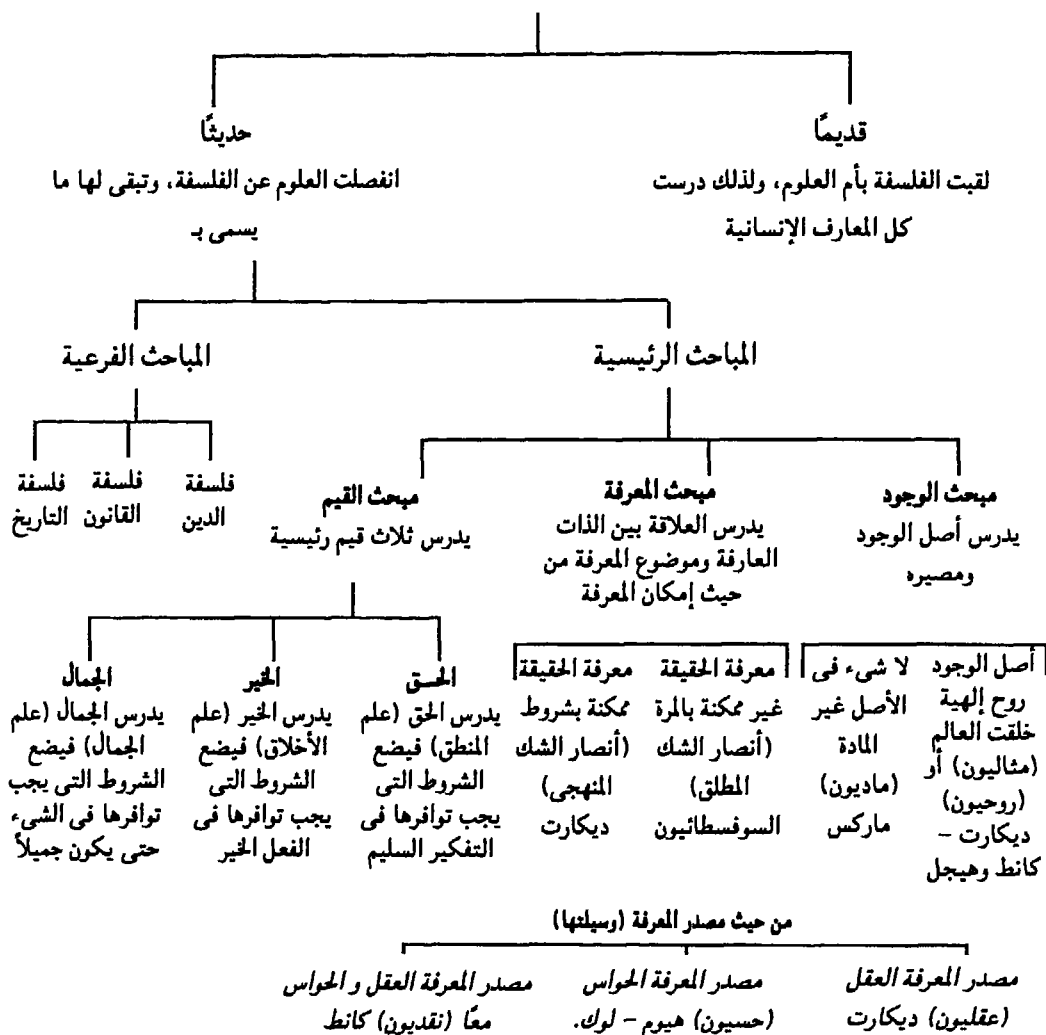 قديمًا
لقبت الفلسفة بأم العلوم، ولذلك درست
كل المعارف الإنسانية
حديثًا
انفصلت العلوم عن الفلسفة، وتبقى لها ما
يسمى بـ
المباحث الرئيسية
المباحث الفرعية
مبحث الوجود
يدرس أصل الوجود
ومصيره
مبحث المعرفة
يدرس العلاقة بين الذات
العارفة وموضوع المعرفة من
حيث إمكان المعرفة
مبحث القيم
يدرس ثلاث قيم رئيسية
فلسفة
الدين
فلسفة
القانون
فلسفة
التاريخ
أصل الوجود
روح إلهية
خلقت العالم
(مثاليون) أو
(روحيون)
ديكارت –
كانط وهيجل
لا شىء فى
الأصل غير
المادة
(ماديون)
ماركس
معرفة الحقيقة
غير ممكنة بالمرة
(أنصار الشك
المطلق)
السوفسطائيون
معرفة الحقيقة
ممكنة بشروط
(أنصار الشك
المنهجى)
ديكارت
الحـق
يدرس الحق (علم
المنطق) فيضع
الشروط التى
يجب توافرها فى
التفكير السليم
الخير
يدرس الخير (علم
الأخلاق) فيضع
الشروط التى
يجب توافرها فى
الفعل الخير
الجمال
يدرس الجمال (علم
الجمال) فيضع
الشروط التى يجب
توافرها فى الشىء
حتى يكون جميلاً
من حيث مصدر المعرفة (وسيلتها)
مصدر المعرفة العقل
(عقليون) ديكارت
مصدر المعرفة الحواس
(حسيون) هيوم – لوك.
مصدر المعرفة العقل و الحواس
معًا (نقديون) كانط